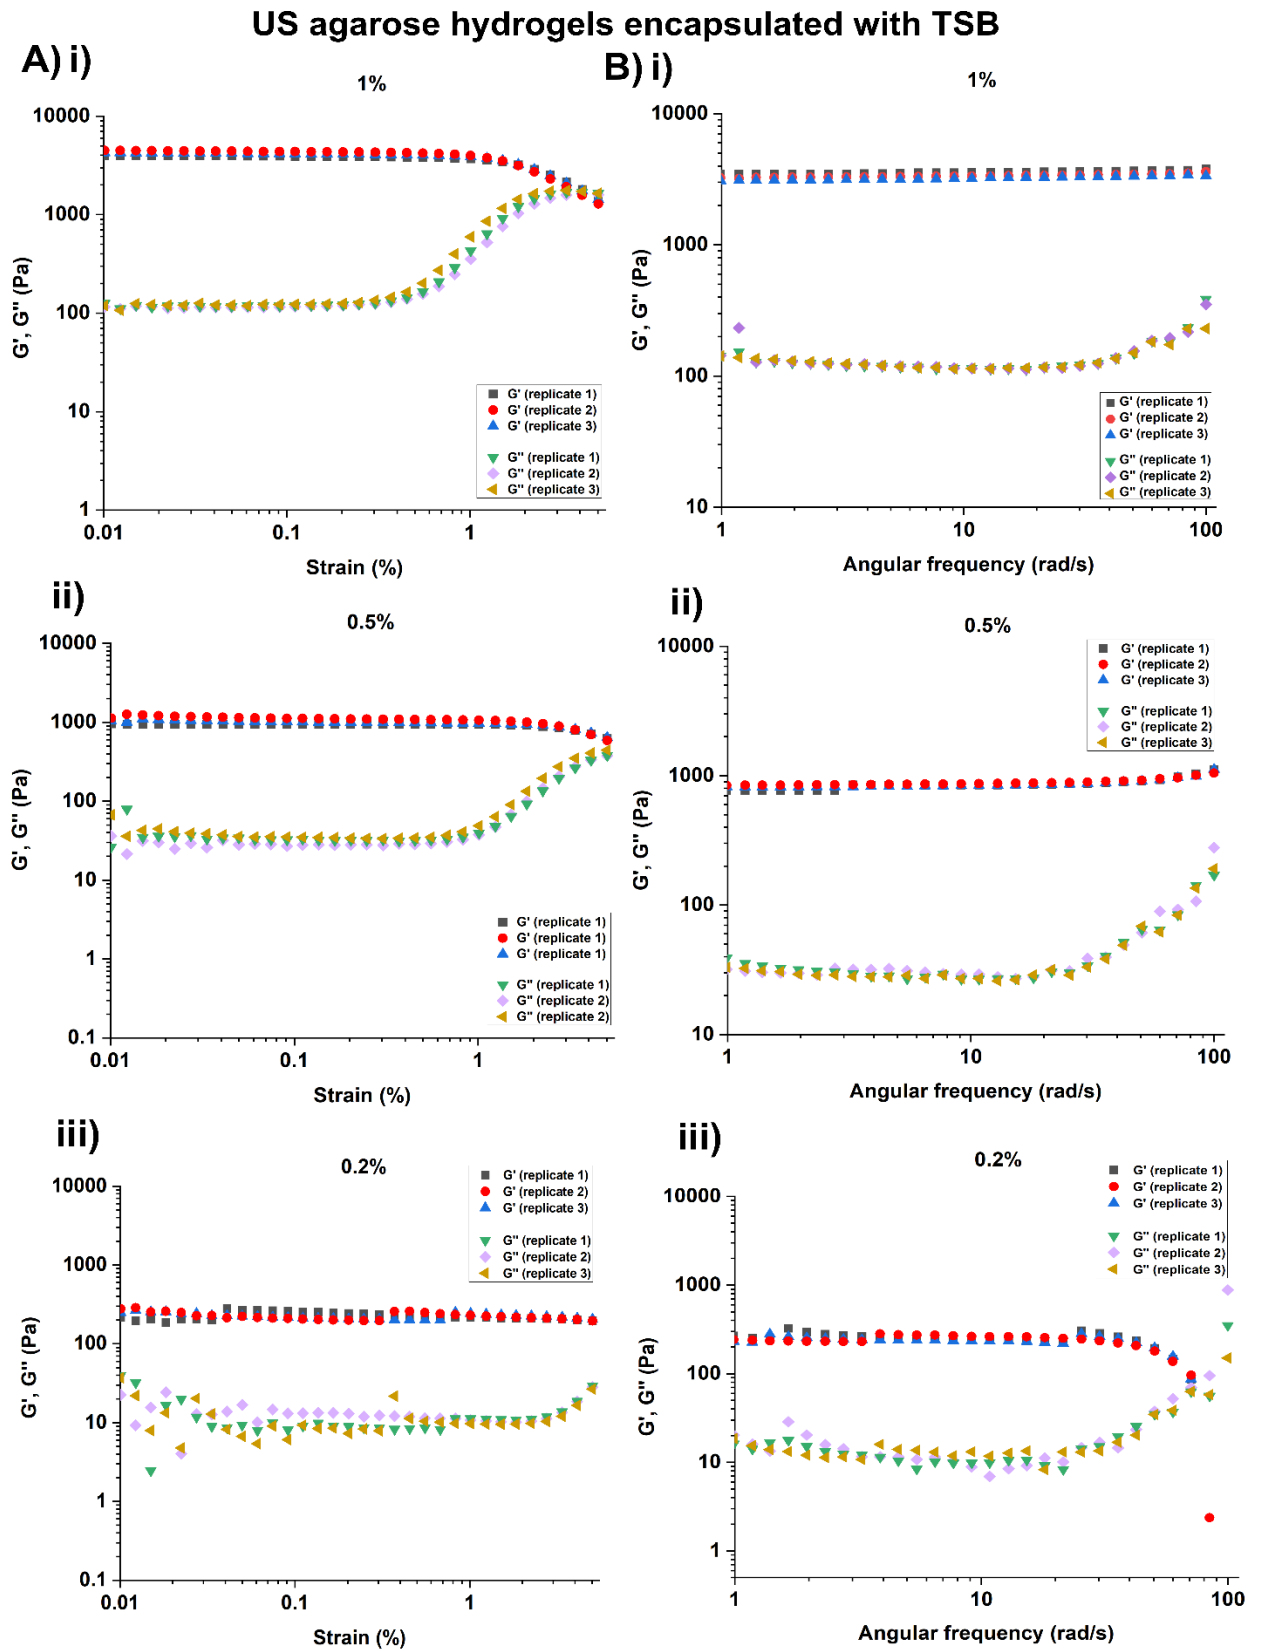 US agarose hydrogels encapsulated with TSB
A) i)
1%
10000
1000
100
10
1
G', G'' (Pa)
G' (replicate 1)
G' (replicate 2)
G' (replicate 3)
G'' (replicate 1)
G'' (replicate 2)
G'' (replicate 3)
0.01
0.1
1
Strain (%)
B) i)
1%
10000
1000
100
10
G', G'' (Pa)
G' (replicate 1)
G' (replicate 2)
G' (replicate 3)
G'' (replicate 1)
G'' (replicate 2)
G'' (replicate 3)
1
10
100
Angular frequency (rad/s)
ii)
0.5%
10000
1000
100
10
1
0.1
G', G'' (Pa)
G' (replicate 1)
G' (replicate 1)
G' (replicate 1)
G'' (replicate 1)
G'' (replicate 2)
G'' (replicate 2)
0.01
0.1
1
Strain (%)
ii)
0.5%
10000
1000
100
10
G', G'' (Pa)
G' (replicate 1)
G' (replicate 2)
G' (replicate 3)
G'' (replicate 1)
G'' (replicate 2)
G'' (replicate 3)
1
10
100
Angular frequency (rad/s)
iii)
0.2%
10000
1000
100
10
1
0.1
G', G'' (Pa)
G' (replicate 1)
G' (replicate 2)
G' (replicate 3)
G'' (replicate 1)
G'' (replicate 2)
G'' (replicate 3)
0.01
0.1
1
Strain (%)
iii)
0.2%
10000
1000
100
10
1
G', G'' (Pa)
G' (replicate 1)
G' (replicate 2)
G' (replicate 3)
G'' (replicate 1)
G'' (replicate 2)
G'' (replicate 3)
1
10
100
Angular frequency (rad/s)